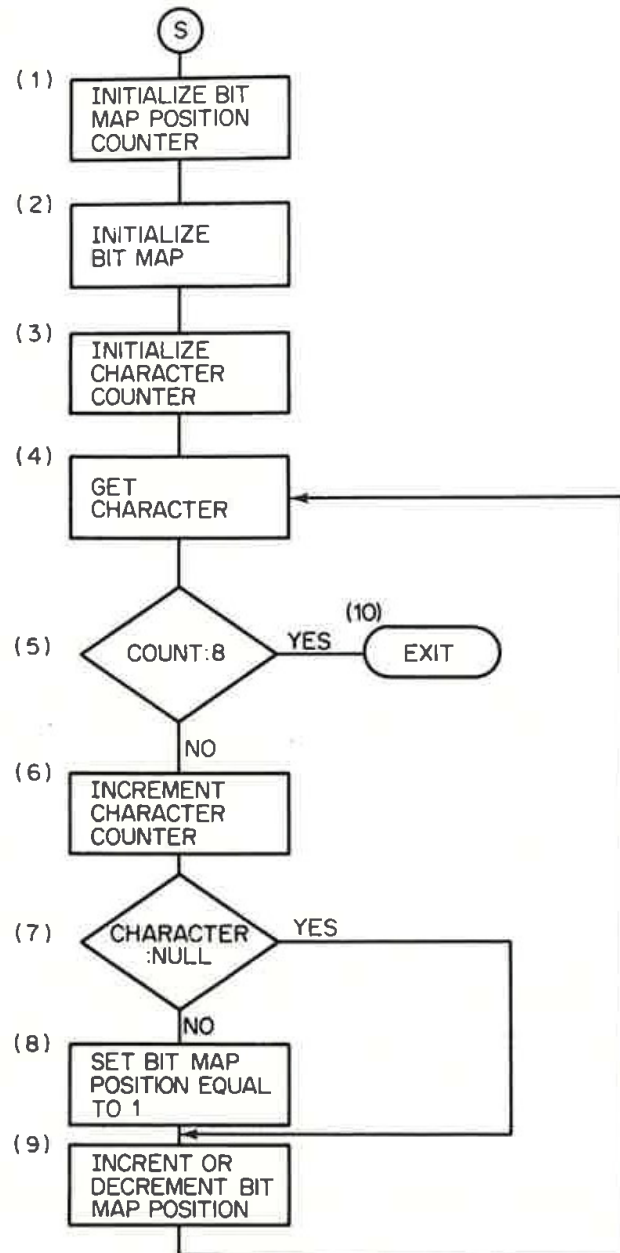 S
(1)
INITIALIZE BIT
MAP POSITION
COUNTER
(2)
INITIALIZE
BIT MAP
(3)
INITIALIZE
CHARACTER
COUNTER
(4)
GET
CHARACTER
(5)
COUNT:8
YES
(10)
EXIT
NO
(6)
INCREMENT
CHARACTER
COUNTER
(7)
CHARACTER
:NULL
YES
NO
(8)
SET BIT MAP
POSITION EQUAL
TO 1
(9)
INCRENT OR
DECREMENT BIT
MAP POSITION